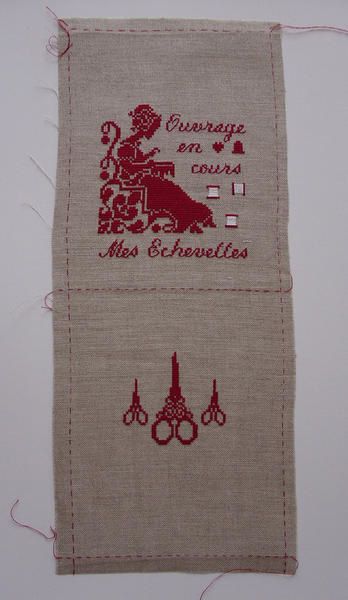 Ouvrage
en
cours
Mes Echevettes